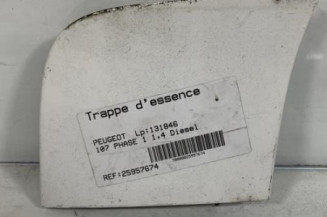 Trappe d'essence
PEUGEOT Lp:131846
107 PHASE 1 1.4 Diesel
REF:25957674